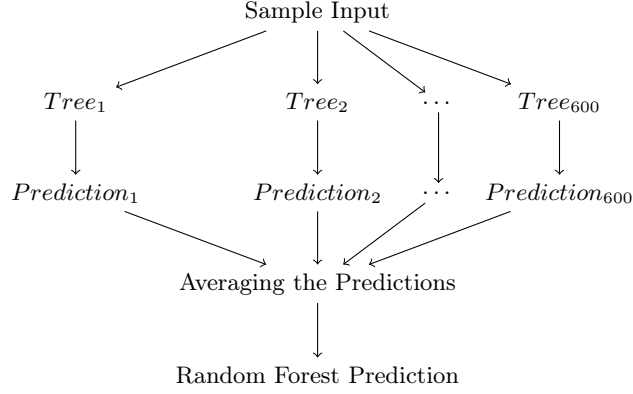 Sample Input
Tree₁ Tree₂ ⋯ Tree₆₀₀
Prediction₁ Prediction₂ ⋯ Prediction₆₀₀
Averaging the Predictions
Random Forest Prediction